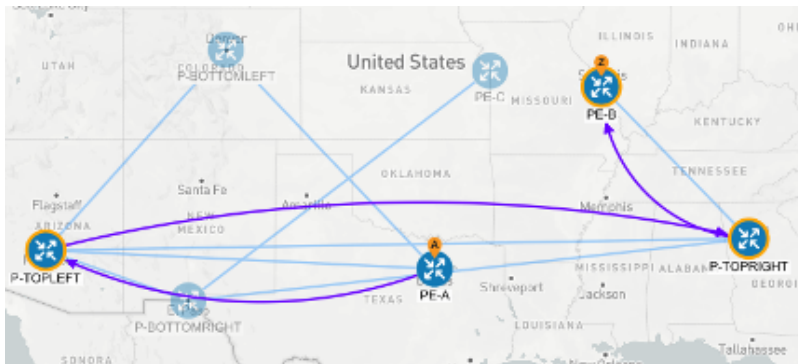 ILLINOIS
INDIANA
UTAH
Denver
COLORADO
P-BOTTOMLEFT
United States
KANSAS
PE-C
MISSOURI
Z
PE-B
KENTUCKY
TENNESSEE
OKLAHOMA
Santa Fe
NEW
MEXICO
Amarillo
Flagstaff
ARIZONA
Memphis
P-TOPLEFT
A
PE-A
P-TOPRIGHT
MISSISSIPPI
ALABAMA
GEORGIA
TEXAS
Shreveport
Jackson
El Paso
P-BOTTOMRIGHT
LOUISIANA
Tallahassee
SONORA